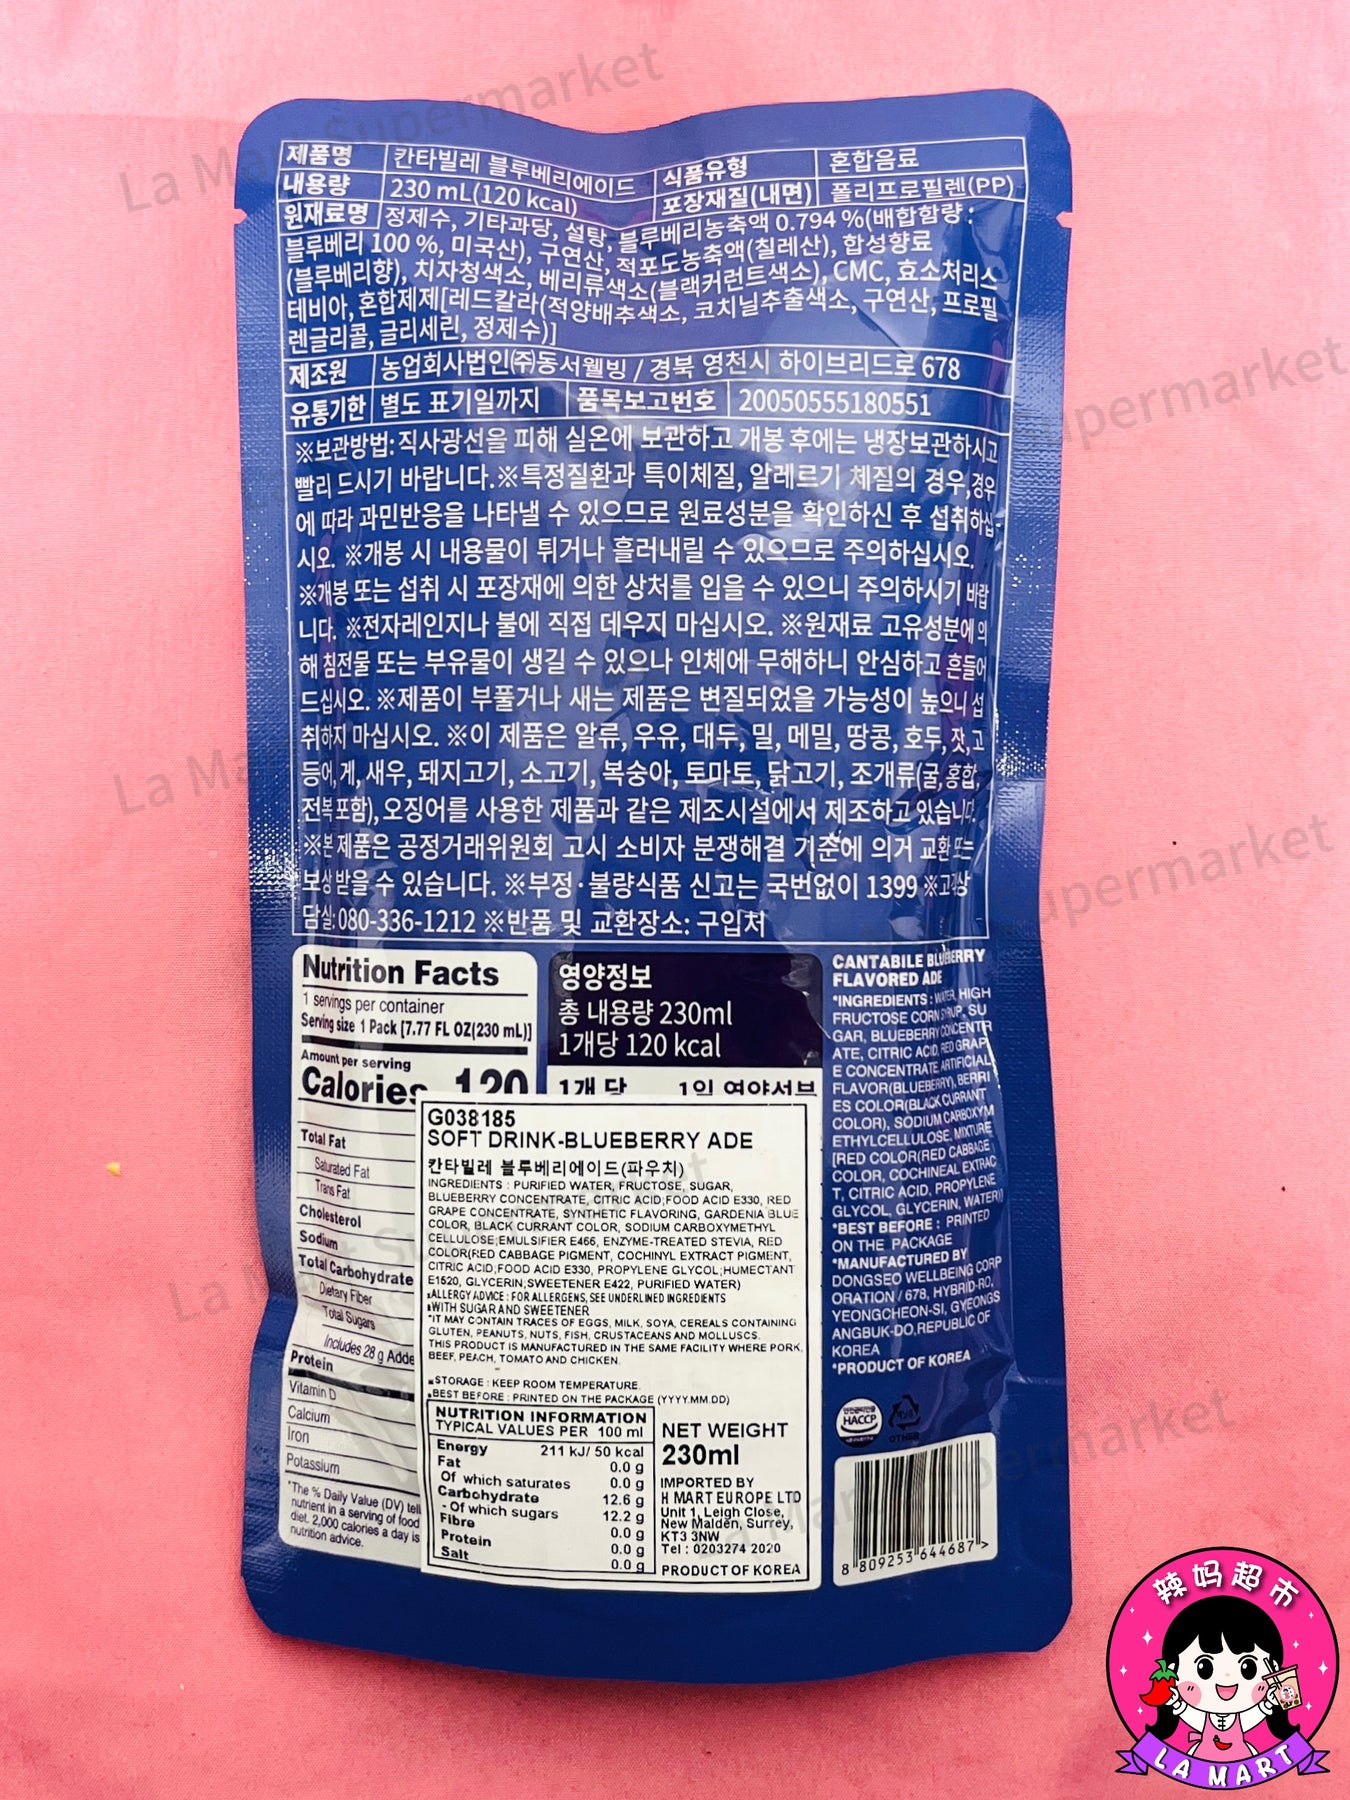 제품명 칸타빌레 블루베리에이드 식품유형 혼합음료
내용량 230 mL(120 kcal) 포장재질(내면) 폴리프로필렌(PP)
원재료명 정제수, 기타과당, 설탕, 블루베리농축액 0.794 %(배합함량 :
블루베리 100 %, 미국산), 구연산, 적포도농축액(칠레산), 합성향료
(블루베리향), 치자청색소, 베리류색소(블랙커런트색소), CMC, 효소처리스
테비아, 혼합제제[레드칼라(적양배추색소, 코치닐추출색소, 구연산, 프로필
렌글리콜, 글리세린, 정제수)]
제조원 농업회사법인㈜동서웰빙 / 경북 영천시 하이브리드로 678
유통기한 별도 표기일까지 품목보고번호 20050555180551
※보관방법: 직사광선을 피해 실온에 보관하고 개봉 후에는 냉장보관하시고
빨리 드시기 바랍니다.※특정질환과 특이체질, 알레르기 체질의 경우,경우
에 따라 과민반응을 나타낼 수 있으므로 원료성분을 확인하신 후 섭취하십
시오. ※개봉 시 내용물이 튀거나 흘러내릴 수 있으므로 주의하십시오.
※개봉 또는 섭취 시 포장재에 의한 상처를 입을 수 있으니 주의하시기 바랍
니다. ※전자레인지나 불에 직접 데우지 마십시오. ※원재료 고유성분에 의
해 침전물 또는 부유물이 생길 수 있으나 인체에 무해하니 안심하고 흔들어
드십시오. ※제품이 부풀거나 새는 제품은 변질되었을 가능성이 높으니 섭
취하지 마십시오. ※이 제품은 알류, 우유, 대두, 밀, 메밀, 땅콩, 호두, 잣, 고
등어, 게, 새우, 돼지고기, 소고기, 복숭아, 토마토, 닭고기, 조개류(굴, 홍합,
전복포함), 오징어를 사용한 제품과 같은 제조시설에서 제조하고 있습니다.
※본 제품은 공정거래위원회 고시 소비자 분쟁해결 기준에 의거 교환 또는
보상받을 수 있습니다. ※부정·불량식품 신고는 국번없이 1399 ※고객상
담실: 080-336-1212 ※반품 및 교환장소: 구입처
Nutrition Facts
1 servings per container
Serving size 1 Pack [7.77 FL OZ(230 mL)]
Amount per serving
Calories 120
Total Fat
Saturated Fat
Trans Fat
Cholesterol
Sodium
Total Carbohydrate
Dietary Fiber
Total Sugars
Includes 28 g Adde
Protein
Vitamin D
Calcium
Iron
Potassium
*The % Daily Value (DV) tell
nutrient in a serving of food
diet. 2,000 calories a day is
nutrition advice.
영양정보
총 내용량 230ml
1개당 120 kcal
1개 당 1일 영양성분
CANTABILE BLUEBERRY
FLAVORED ADE
*INGREDIENTS : WATER, HIGH
FRUCTOSE CORN SYRUP, SU
GAR, BLUEBERRY CONCENTR
ATE, CITRIC ACID, RED GRAP
E CONCENTRATE ARTIFICIAL
FLAVOR(BLUEBERRY), BERRI
ES COLOR(BLACK CURRANT
COLOR), SODIUM CARBOXYM
ETHYLCELLULOSE, MIXTURE
[RED COLOR(RED CABBAGE
COLOR, COCHINEAL EXTRAC
T, CITRIC ACID, PROPYLENE
GLYCOL, GLYCERIN, WATER)]
*BEST BEFORE : PRINTED
ON THE PACKAGE
*MANUFACTURED BY
DONGSEO WELLBEING CORP
ORATION / 678, HYBRID-RO,
YEONGCHEON-SI, GYEONGS
ANGBUK-DO,REPUBLIC OF
KOREA
*PRODUCT OF KOREA
HACCP
OTHER
8 809253 644687 >
G038185
SOFT DRINK-BLUEBERRY ADE
칸타빌레 블루베리에이드(파우치)
INGREDIENTS : PURIFIED WATER, FRUCTOSE, SUGAR,
BLUEBERRY CONCENTRATE, CITRIC ACID;FOOD ACID E330, RED
GRAPE CONCENTRATE, SYNTHETIC FLAVORING, GARDENIA BLUE
COLOR, BLACK CURRANT COLOR, SODIUM CARBOXYMETHYL
CELLULOSE;EMULSIFIER E466, ENZYME-TREATED STEVIA, RED
COLOR(RED CABBAGE PIGMENT, COCHINYL EXTRACT PIGMENT,
CITRIC ACID;FOOD ACID E330, PROPYLENE GLYCOL;HUMECTANT
E1520, GLYCERIN;SWEETENER E422, PURIFIED WATER)
■ALLERGY ADVICE : FOR ALLERGENS, SEE UNDERLINED INGREDIENTS
■WITH SUGAR AND SWEETENER
*IT MAY CONTAIN TRACES OF EGGS, MILK, SOYA, CEREALS CONTAINING
GLUTEN, PEANUTS, NUTS, FISH, CRUSTACEANS AND MOLLUSCS.
THIS PRODUCT IS MANUFACTURED IN THE SAME FACILITY WHERE PORK,
BEEF, PEACH, TOMATO AND CHICKEN.
■STORAGE : KEEP ROOM TEMPERATURE.
■BEST BEFORE : PRINTED ON THE PACKAGE (YYYY.MM.DD)
NUTRITION INFORMATION
TYPICAL VALUES PER 100 ml
Energy 211 kJ/ 50 kcal
Fat 0.0 g
Of which saturates 0.0 g
Carbohydrate 12.6 g
- Of which sugars 12.2 g
Fibre 0.0 g
Protein 0.0 g
Salt 0.0 g
NET WEIGHT
230ml
IMPORTED BY
H MART EUROPE LTD
Unit 1, Leigh Close,
New Malden, Surrey,
KT3 3NW
Tel : 0203274 2020
PRODUCT OF KOREA
辣妈超市
LA MART